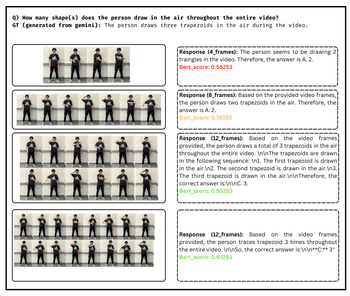 Q) How many shape(s) does the person draw in the air throughout the entire video?
GT (generated from gemini): The person draws three trapezoids in the air during the video.
Response (4_frames): The person seems to be drawing 2
traingles in the video. Therefore, the answer is A. 2.
Bert_score: 0.58253
Response (8_frames): Based on the provided video frames,
the person draws two trapezoids in the air. Therefore, the
answer is A. 2.
Bert_score:
Response (12_frames): Based on the video frames
provided, the person draws a total of 3 trapezoids in the air
throughout the entire video. \n\nThe trapezoids are drawn
in the following sequence: \n1. The first trapezoid is drawn
in the air.\n2. The second trapezoid is drawn in the air.\n3.
The third trapezoid is drawn in the air.\n\nTherefore, the
correct answer is:\n\nC. 3.
Bert_score:
Response (12_frames): Based on the video frames
provided, the person traces trapezoid 3 times throughout
the entire video. \n\nSo, the correct answer is:\n\n**C.** 3"
Bert_score: